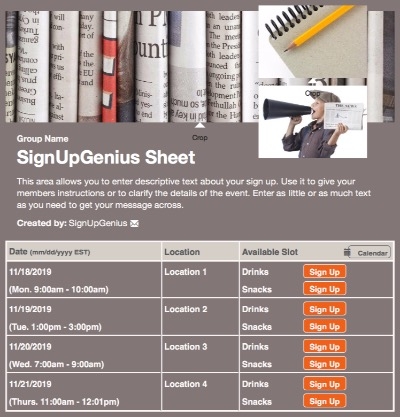 Crop
THE NEWS
Crop
Group Name
SignUpGenius Sheet
This area allows you to enter descriptive text about your sign up. Use it to give your
members instructions or to clarify the details of the event. Enter as little or as much text
as you need to get your message across.
Created by: SignUpGenius
Date (mm/dd/yyyy EST) Location Available Slot Calendar
11/18/2019 Location 1 Drinks Sign Up
(Mon. 9:00am - 10:00am) Snacks Sign Up
11/19/2019 Location 2 Drinks Sign Up
(Tue. 1:00pm - 3:00pm) Snacks Sign Up
11/20/2019 Location 3 Drinks Sign Up
(Wed. 7:00am - 9:00am) Snacks Sign Up
11/21/2019 Location 4 Drinks Sign Up
(Thurs. 11:00am - 12:01pm) Snacks Sign Up